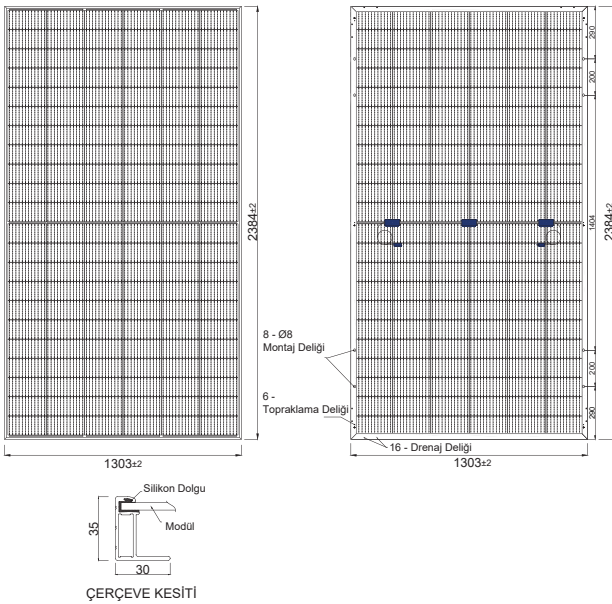 2384±2
1303±2
290
200
1404
200
290
2384±2
8 - Ø8
Montaj Deliği
6 -
Topraklama Deliği
16 - Drenaj Deliği
1303±2
Silikon Dolgu
Modül
35
30
ÇERÇEVE KESİTİ